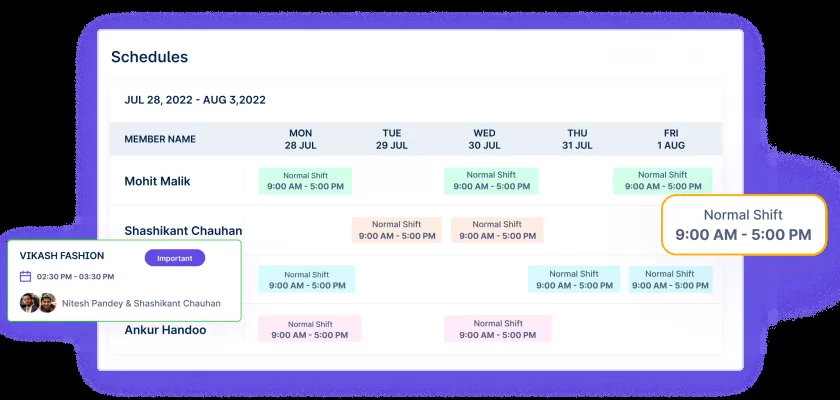 Schedules
JUL 28, 2022 - AUG 3,2022
MEMBER NAME MON TUE WED THU FRI
28 JUL 29 JUL 30 JUL 31 JUL 1 AUG
Mohit Malik
Normal Shift Normal Shift Normal Shift
9:00 AM - 5:00 PM 9:00 AM - 5:00 PM 9:00 AM - 5:00 PM
Normal Shift
9:00 AM - 5:00 PM
Shashikant Chauhan
Normal Shift Normal Shift
9:00 AM - 5:00 PM 9:00 AM - 5:00 PM
VIKASH FASHION Important
02:30 PM - 03:30 PM
Nitesh Pandey & Shashikant Chauhan
Normal Shift Normal Shift Normal Shift
9:00 AM - 5:00 PM 9:00 AM - 5:00 PM 9:00 AM - 5:00 PM
Ankur Handoo
Normal Shift Normal Shift
9:00 AM - 5:00 PM 9:00 AM - 5:00 PM